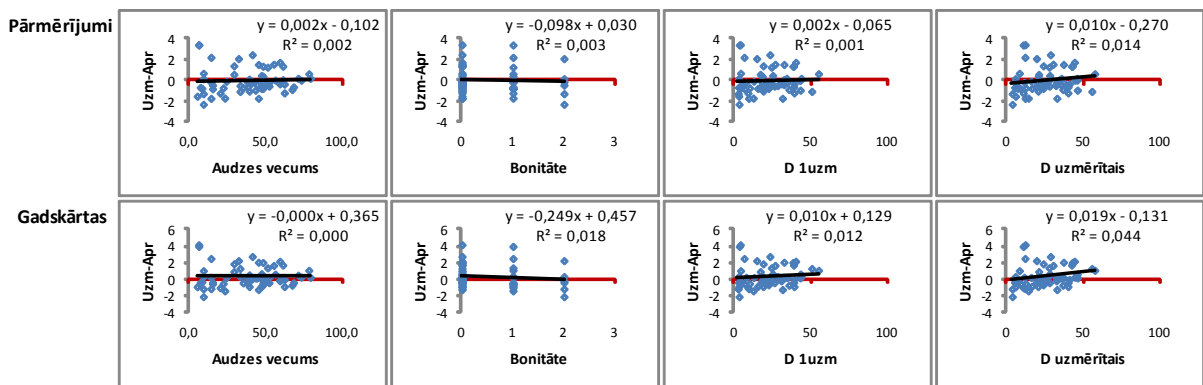 Pārmērījumi
y = 0,002x - 0,102
R² = 0,002
Uzm-Apr
4
2
0
-2
-4
0,0 50,0 100,0
Audzes vecums
y = -0,098x + 0,030
R² = 0,003
Uzm-Apr
4
2
0
-2
-4
0 1 2 3
Bonitāte
y = 0,002x - 0,065
R² = 0,001
Uzm-Apr
4
2
0
-2
-4
0 50 100
D 1uzm
y = 0,010x - 0,270
R² = 0,014
Uzm-Apr
4
2
0
-2
-4
0 50 100
D uzmērītais
Gadskārtas
y = -0,000x + 0,365
R² = 0,000
Uzm-Apr
6
4
2
0
-2
-4
0,0 50,0 100,0
Audzes vecums
y = -0,249x + 0,457
R² = 0,018
Uzm-Apr
6
4
2
0
-2
-4
0 1 2 3
Bonitāte
y = 0,010x + 0,129
R² = 0,012
Uzm-Apr
6
4
2
0
-2
-4
0 50 100
D 1uzm
y = 0,019x - 0,131
R² = 0,044
Uzm-Apr
6
4
2
0
-2
-4
0 50 100
D uzmērītais